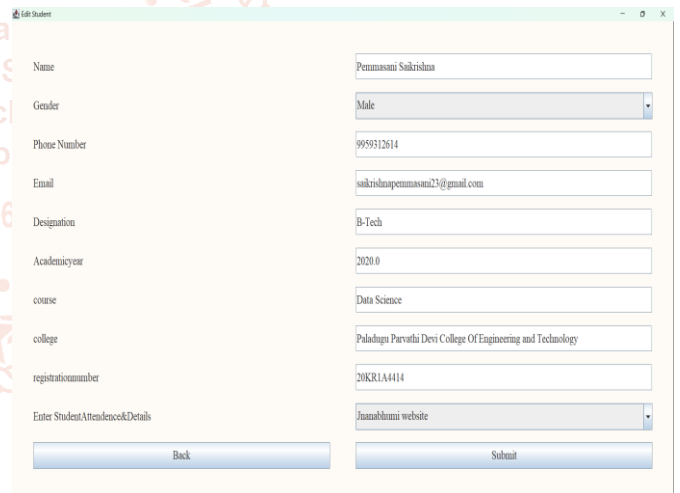 Edit Student
Name Pemmasani Saikrishna
Gender Male
Phone Number 9959312614
Email saikrishnapemmasani23@gmail.com
Designation B-Tech
Academicyear 2020.0
course Data Science
college Paladugu Parvathi Devi College Of Engineering and Technology
registrationnumber 20KR1A4414
Enter StudentAttendence&Details Jnanabhumi website
Back Submit